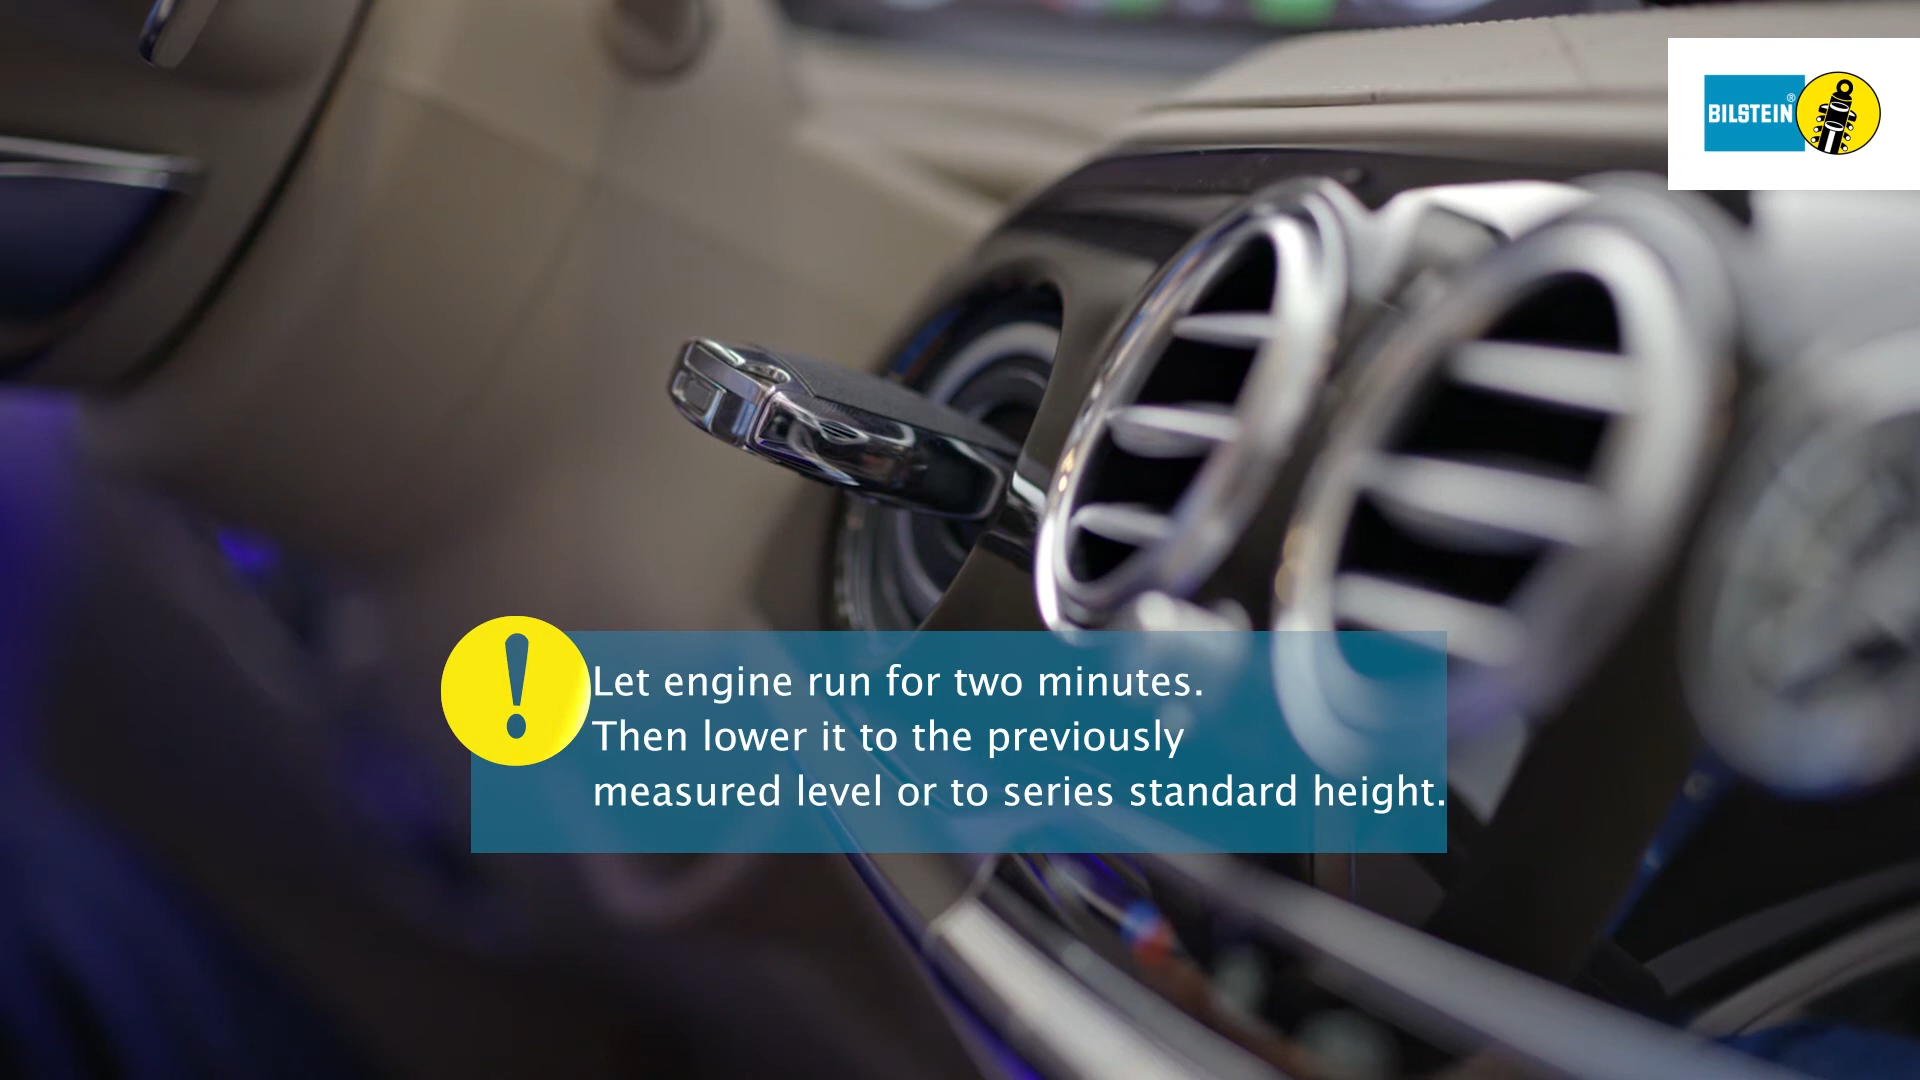 BILSTEIN®
Let engine run for two minutes.
Then lower it to the previously
measured level or to series standard height.